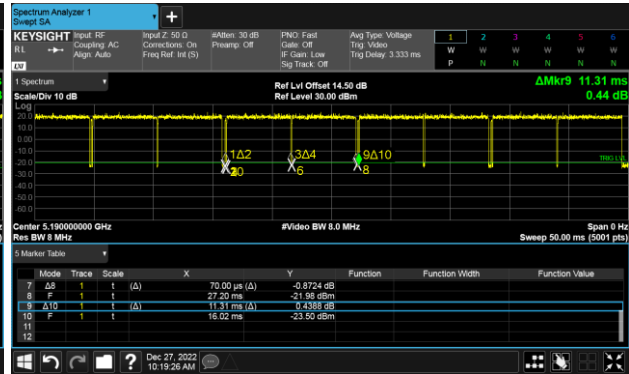 Spectrum Analyzer 1
Swept SA
+
KEYSIGHT Input: RF Input Z: 50 Ω #Atten: 30 dB PNO: Fast Avg Type: Voltage 1 2 3 4 5 6
RL Coupling: AC Corrections: On Preamp: Off Gate: Off Trig: Video W W W W W W
Align: Auto Freq Ref: Int (S) IF Gain: Low Trig Delay: 3.333 ms P N N N N N
Sig Track: Off
LXI
1 Spectrum Ref Lvl Offset 14.50 dB ΔMkr9 11.31 ms
Scale/Div 10 dB Ref Level 30.00 dBm 0.44 dB
Log
20.0
10.0
0.00
-10.0
1Δ2 3Δ4 9Δ10
TRIG LVL
-20.0
6 8
-30.0
-40.0
-50.0
-60.0
Center 5.190000000 GHz #Video BW 8.0 MHz Span 0 Hz
Res BW 8 MHz Sweep 50.00 ms (5001 pts)
5 Marker Table
Mode Trace Scale X Y Function Function Width Function Value
7 Δ8 1 t (Δ) 70.00 µs (Δ) -0.8724 dB
8 F 1 t 27.20 ms -21.98 dBm
9 Δ10 1 t (Δ) 11.31 ms (Δ) 0.4388 dB
10 F 1 t 16.02 ms -23.50 dBm
11
12
? Dec 27, 2022
10:19:26 AM